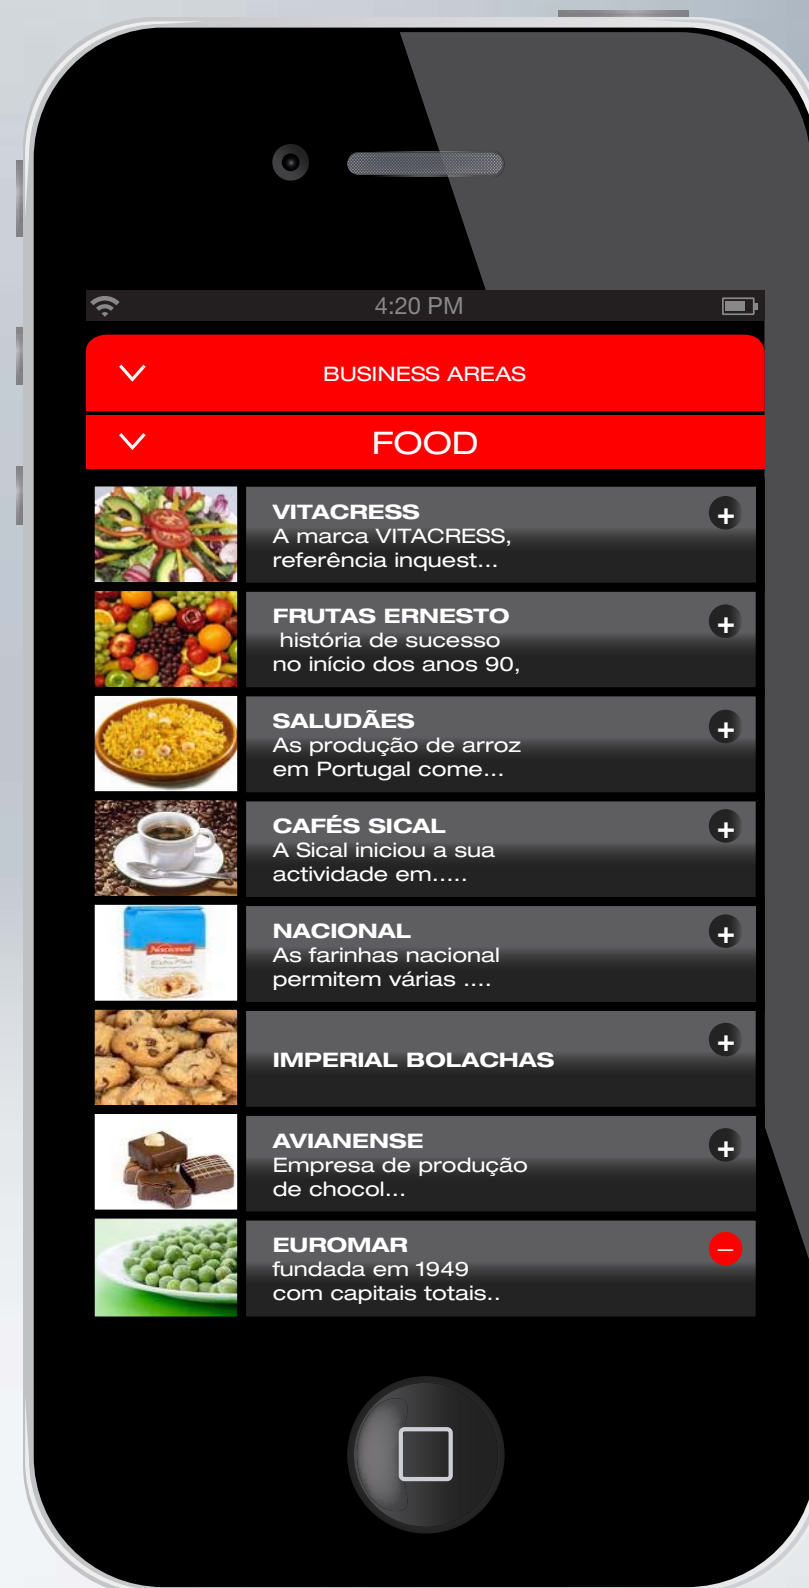 4:20 PM
BUSINESS AREAS
FOOD
VITACRESS
A marca VITACRESS,
referência inquest...
+
FRUTAS ERNESTO
história de sucesso
no início dos anos 90,
+
SALUDÃES
As produção de arroz
em Portugal come...
+
CAFÉS SICAL
A Sical iniciou a sua
actividade em.....
+
Nacional
NACIONAL
As farinhas nacional
permitem várias ....
+
IMPERIAL BOLACHAS
+
AVIANENSE
Empresa de produção
de chocol...
+
EUROMAR
fundada em 1949
com capitais totais..
–